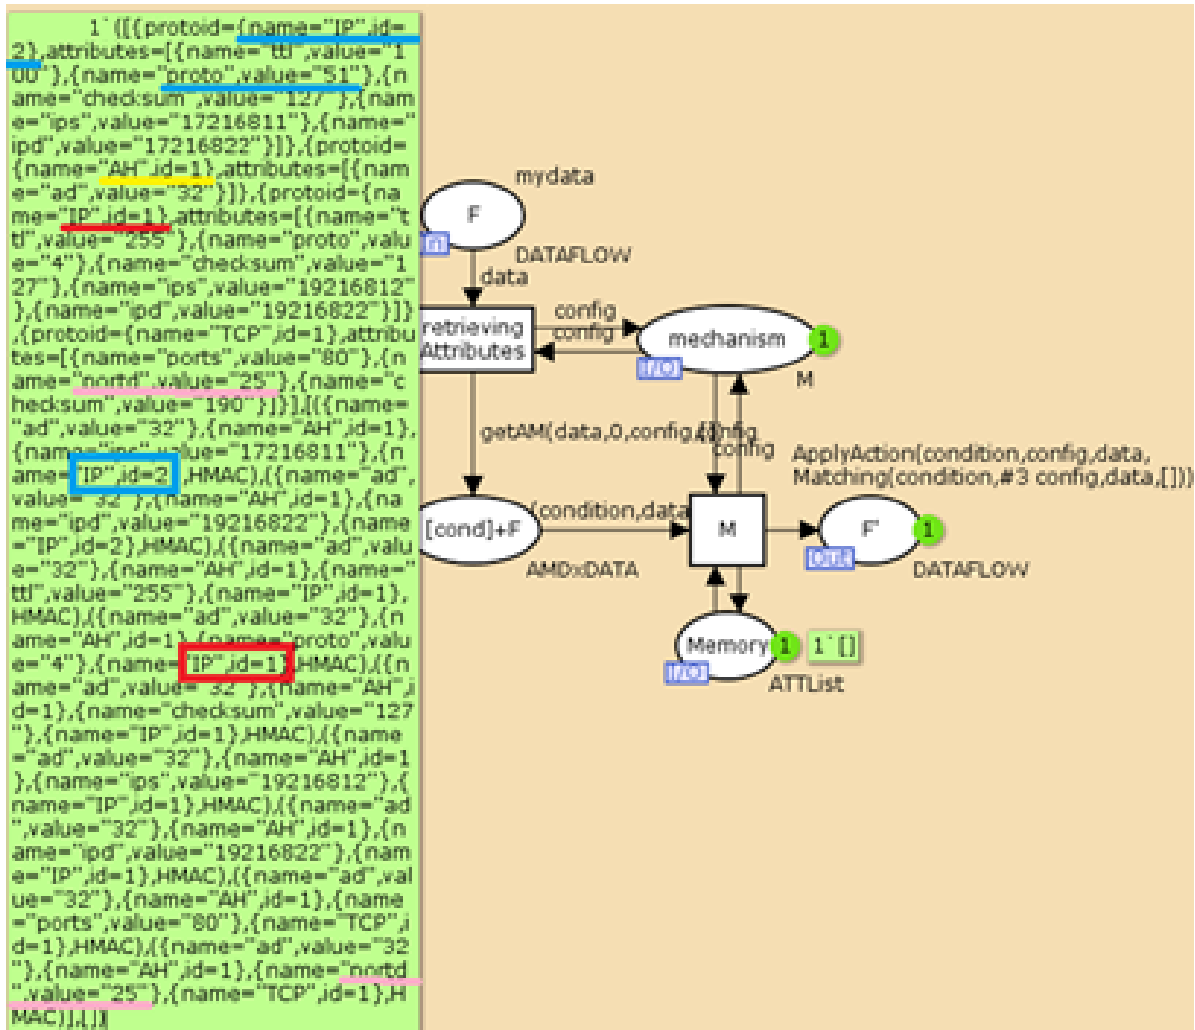 1`([{protoid={name="IP",id=
2},attributes=[{name="ttl",value="1
00"},{name="proto",value="51"},{n
ame="checksum",value="127"},{nam
e="ips",value="17216811"},{name="
ipd",value="17216822"}]},{protoid=
{name="AH",id=1},attributes=[{nam
e="ad",value="32"}]},{protoid={na
me="IP",id=1},attributes=[{name="t
tl",value="255"},{name="proto",valu
e="4"},{name="checksum",value="1
27"},{name="ips",value="19216812"
},{name="ipd",value="19216822"}]}
,{protoid={name="TCP",id=1},attribu
tes=[{name="ports",value="80"},{n
ame="portd",value="25"},{name="c
hecksum",value="190"}]}],[({name=
"ad",value="32"},{name="AH",id=1},
{name="ips",value="17216811"},{n
ame="IP",id=2},HMAC),({name="ad",
value="32"},{name="AH",id=1},{na
me="ipd",value="19216822"},{name
="IP",id=2},HMAC),({name="ad",valu
e="32"},{name="AH",id=1},{name="
ttl",value="255"},{name="IP",id=1},
HMAC),({name="ad",value="32"},{n
ame="AH",id=1},{name="proto",valu
e="4"},{name="IP",id=1},HMAC),({n
ame="ad",value="32"},{name="AH",i
d=1},{name="checksum",value="127
"},{name="IP",id=1},HMAC),({name
="ad",value="32"},{name="AH",id=1
},{name="ips",value="19216812"},{
name="IP",id=1},HMAC),({name="ad
",value="32"},{name="AH",id=1},{n
ame="ipd",value="19216822"},{nam
e="IP",id=1},HMAC),({name="ad",val
ue="32"},{name="AH",id=1},{name
="ports",value="80"},{name="TCP",i
d=1},HMAC),({name="ad",value="32
"},{name="AH",id=1},{name="portd
",value="25"},{name="TCP",id=1},H
MAC)],[])]
mydata
F
DATAFLOW
data
retrieving
Attributes
config
config
mechanism
1
I/O
M
getAM(data,0,config,[])
config
config
ApplyAction(condition,config,data,
Matching(condition,#3 config,data,[]))
[cond]+F
(condition,data
AMDxDATA
M
F'
1
Out
DATAFLOW
Memory
1
1`[]
I/O
ATTList